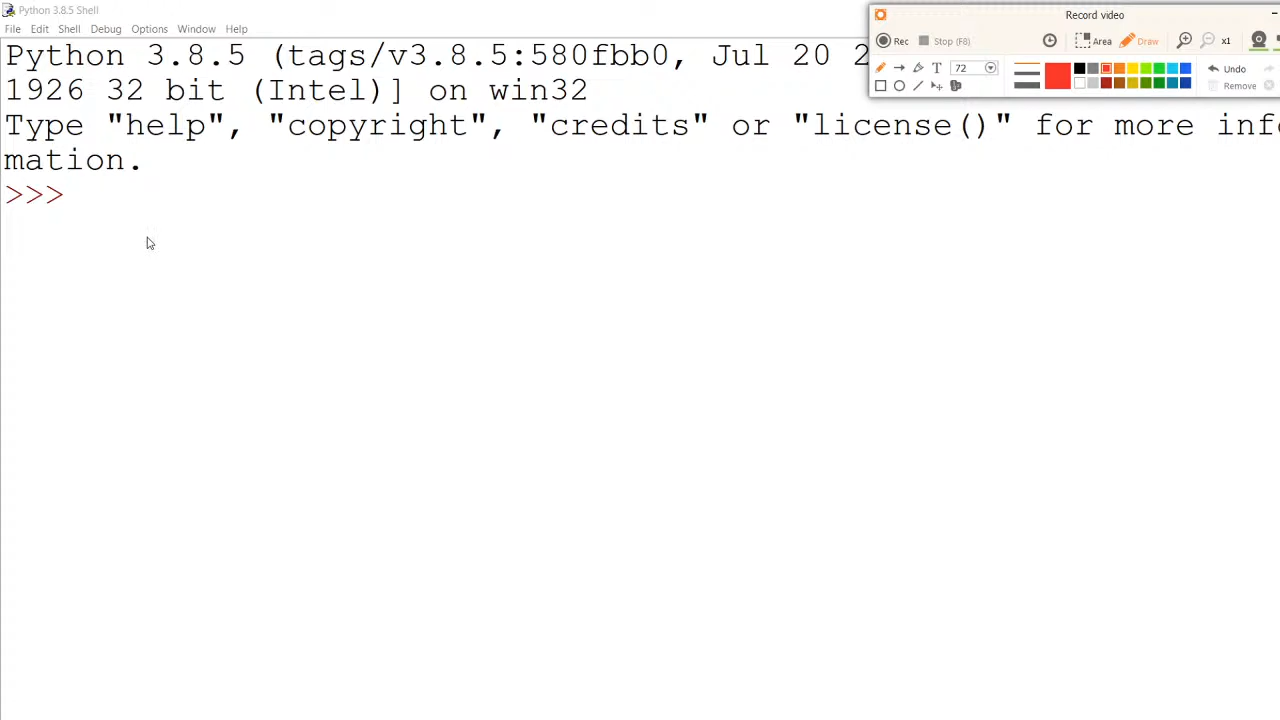 Python 3.8.5 Shell
File Edit Shell Debug Options Window Help
Record video
Rec Stop (F8) Area Draw x1
T 72 Undo
Remove
Python 3.8.5 (tags/v3.8.5:580fbb0, Jul 20 2
1926 32 bit (Intel)] on win32
Type "help", "copyright", "credits" or "license()" for more info
mation.
>>>